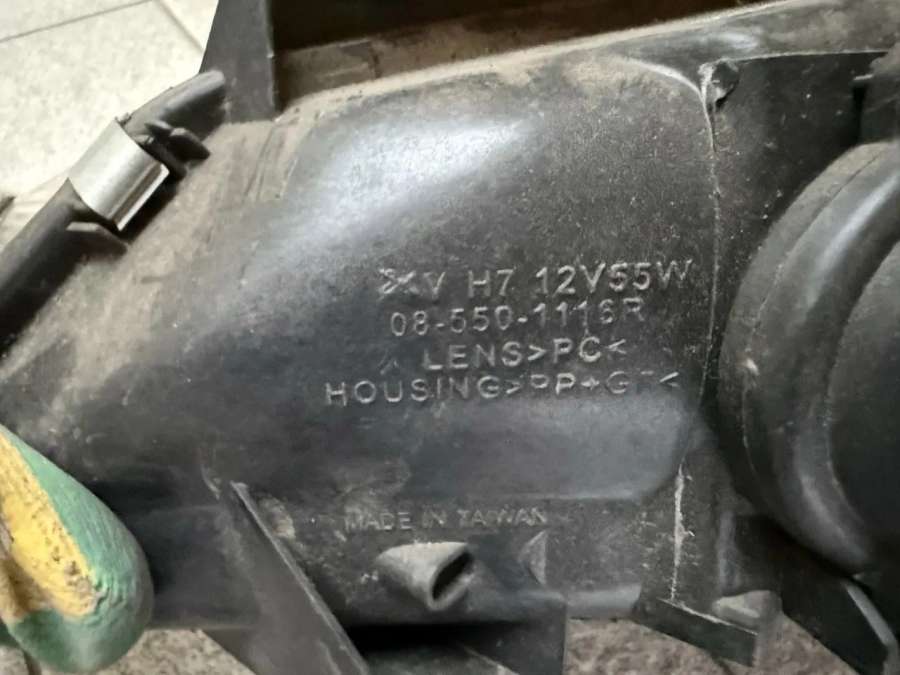 H7 12V55W
08-550-1116R
LENS>PC<
HOUSING>PP+GF<
MADE IN TAIWAN